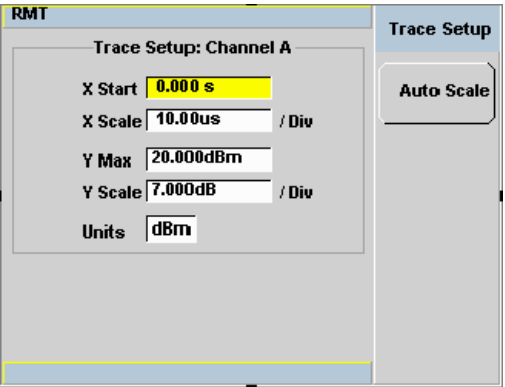 RMT
Trace Setup
Trace Setup: Channel A
X Start 0.000 s
X Scale 10.00us / Div
Y Max 20.000dBm
Y Scale 7.000dB / Div
Units dBm
Auto Scale